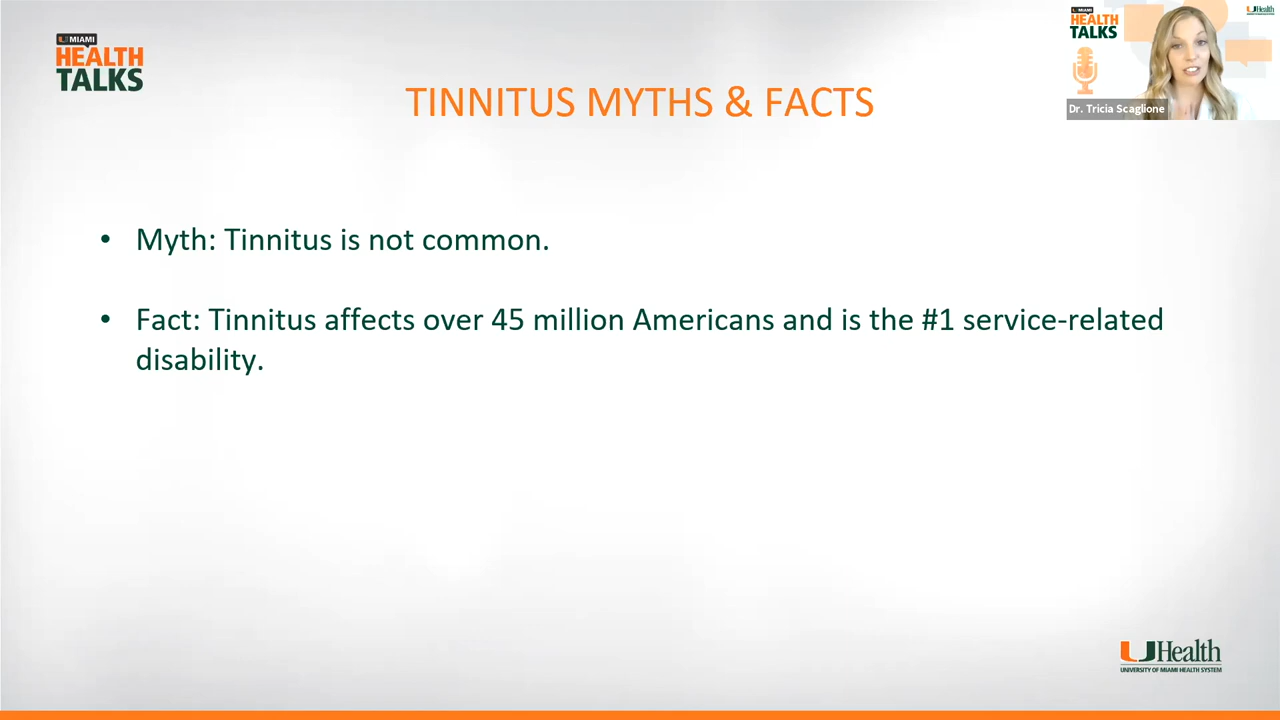 U MIAMI
HEALTH
TALKS
TINNITUS MYTHS & FACTS
U MIAMI
HEALTH
TALKS
UHealth
Dr. Tricia Scaglione
• Myth: Tinnitus is not common.
• Fact: Tinnitus affects over 45 million Americans and is the #1 service-related
disability.
UHealth
UNIVERSITY OF MIAMI HEALTH SYSTEM